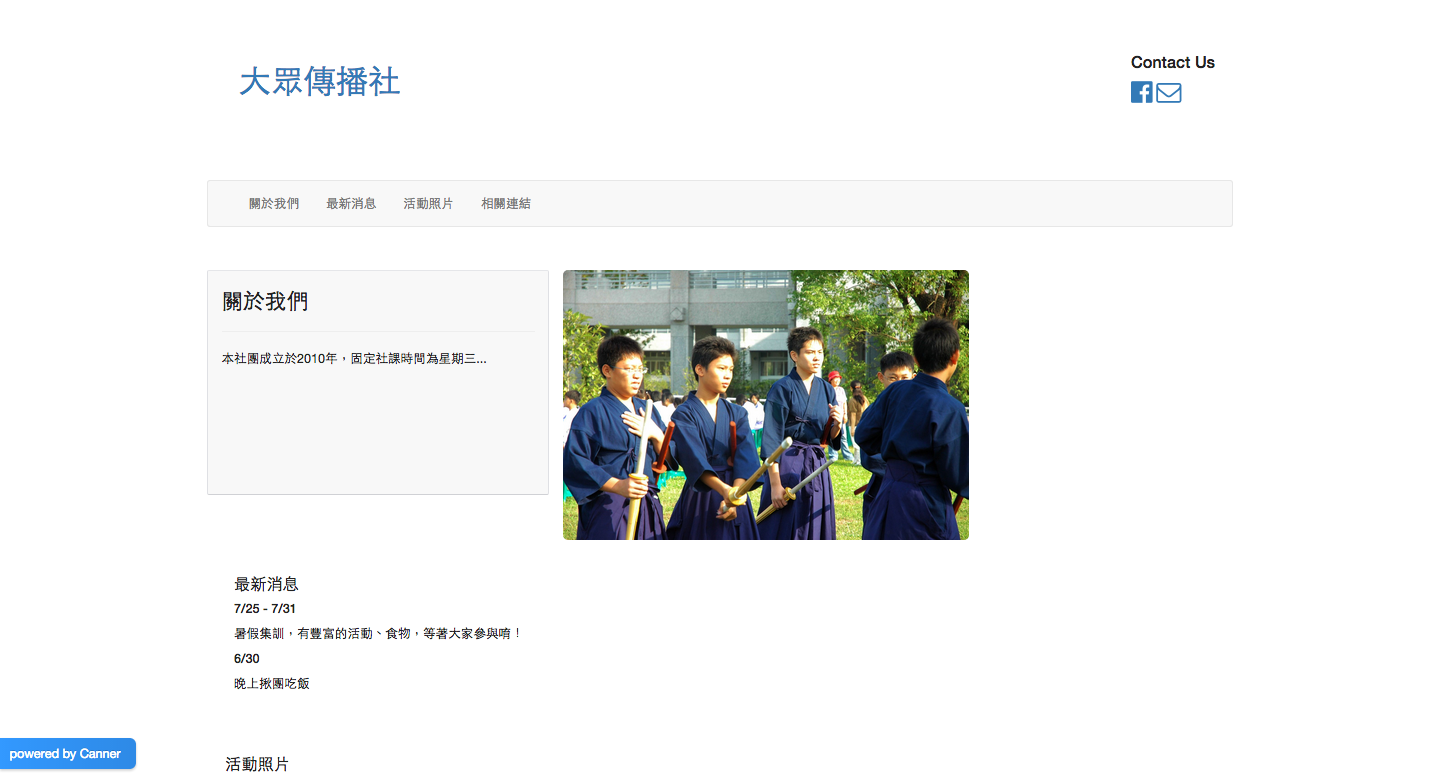 大眾傳播社
Contact Us
關於我們 最新消息 活動照片 相關連結
關於我們
本社團成立於2010年，固定社課時間為星期三...
最新消息
7/25 - 7/31
暑假集訓，有豐富的活動、食物，等著大家參與唷！
6/30
晚上揪團吃飯
powered by Canner
活動照片